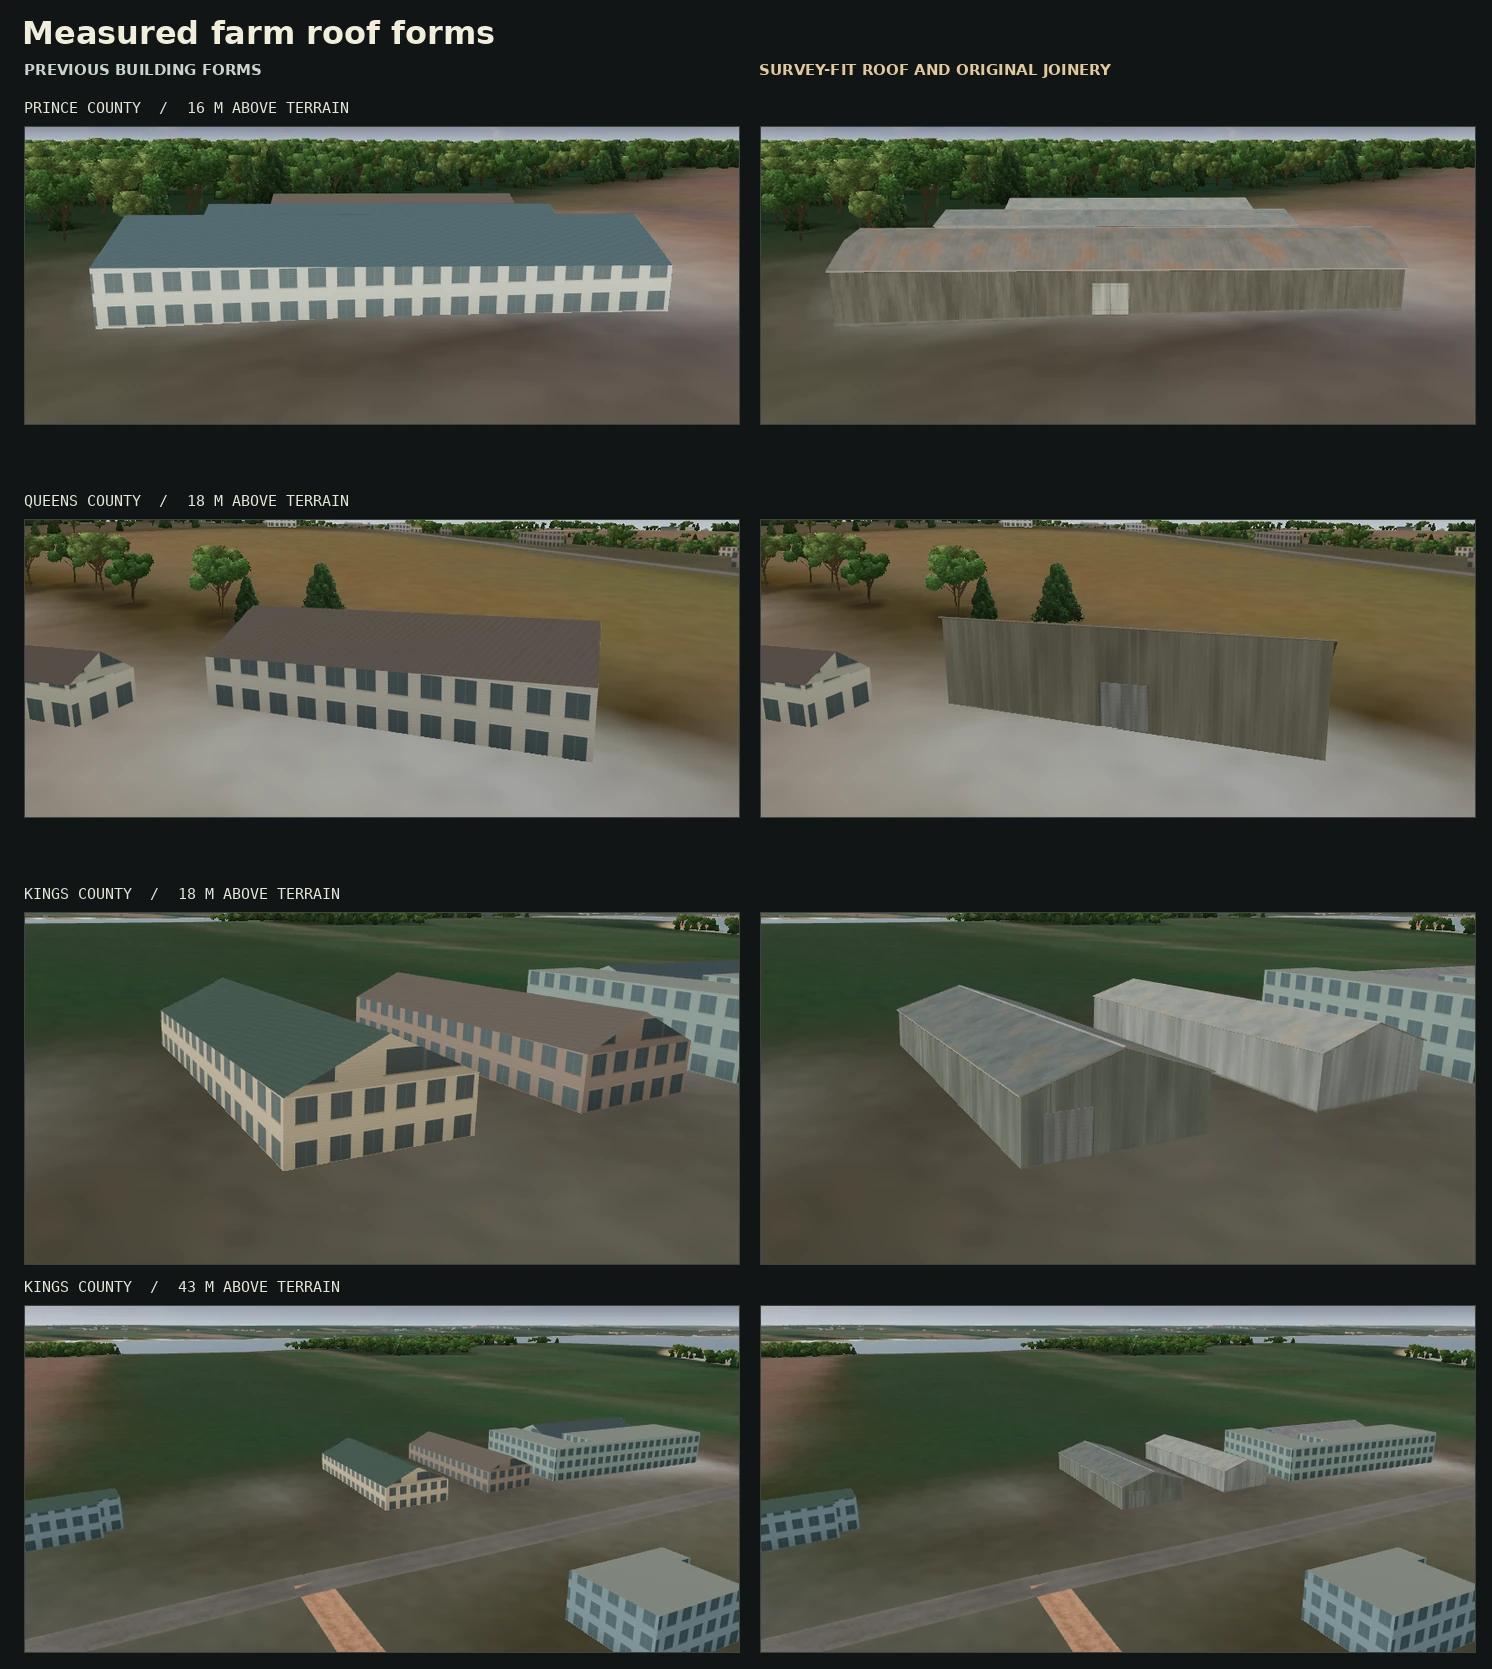 Measured farm roof forms
PREVIOUS BUILDING FORMS
SURVEY-FIT ROOF AND ORIGINAL JOINERY
PRINCE COUNTY / 16 M ABOVE TERRAIN
QUEENS COUNTY / 18 M ABOVE TERRAIN
KINGS COUNTY / 18 M ABOVE TERRAIN
KINGS COUNTY / 43 M ABOVE TERRAIN